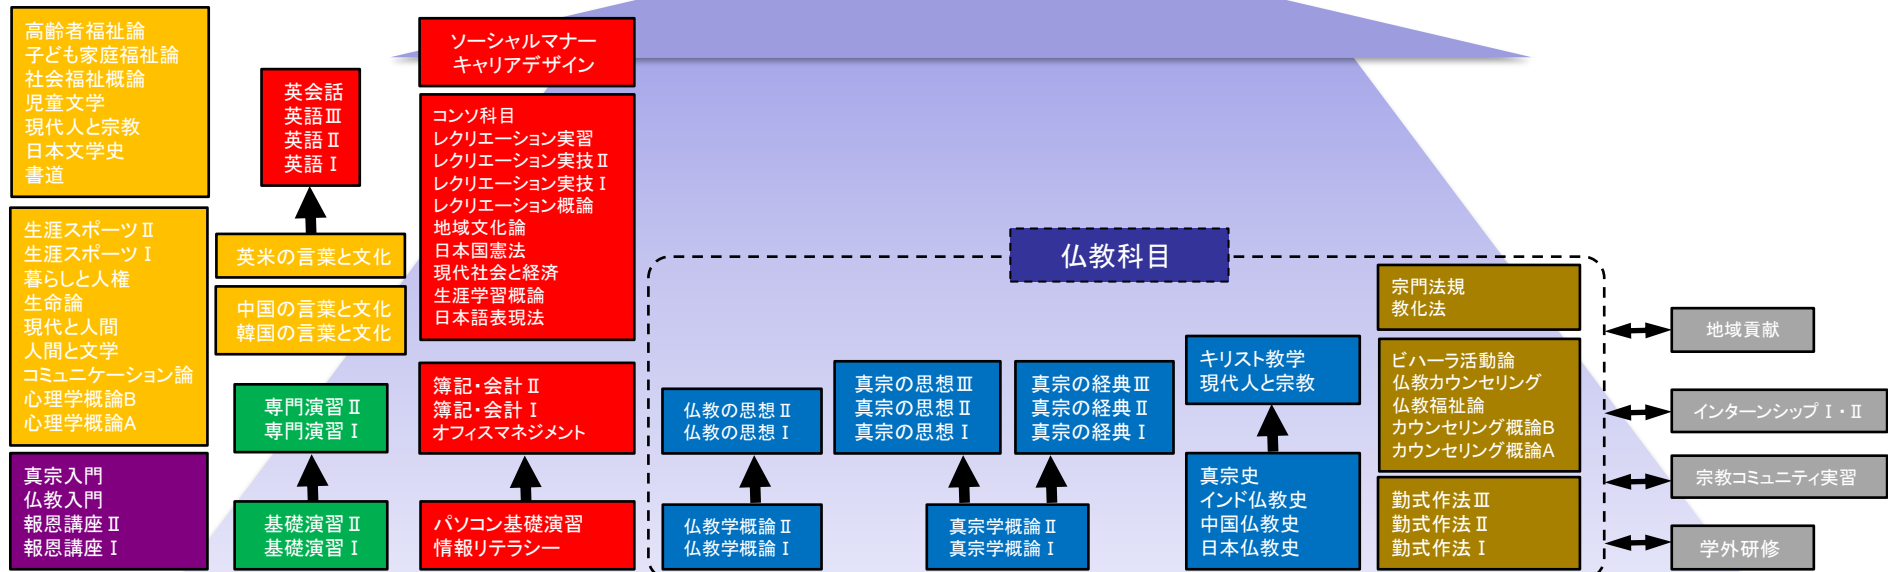 高齢者福祉論
子ども家庭福祉論
社会福祉概論
児童文学
現代人と宗教
日本文学史
書道
生涯スポーツⅡ
生涯スポーツⅠ
暮らしと人権
生命論
現代と人間
人間と文学
コミュニケーション論
心理学概論B
心理学概論A
真宗入門
仏教入門
報恩講座Ⅱ
報恩講座Ⅰ
英会話
英語Ⅲ
英語Ⅱ
英語Ⅰ
英米の言葉と文化
中国の言葉と文化
韓国の言葉と文化
専門演習Ⅱ
専門演習Ⅰ
基礎演習Ⅱ
基礎演習Ⅰ
ソーシャルマナー
キャリアデザイン
コンソ科目
レクリエーション実習
レクリエーション実技Ⅱ
レクリエーション実技Ⅰ
レクリエーション概論
地域文化論
日本国憲法
現代社会と経済
生涯学習概論
日本語表現法
簿記・会計Ⅱ
簿記・会計Ⅰ
オフィスマネジメント
パソコン基礎演習
情報リテラシー
仏教科目
仏教の思想Ⅱ
仏教の思想Ⅰ
仏教学概論Ⅱ
仏教学概論Ⅰ
真宗の思想Ⅲ
真宗の思想Ⅱ
真宗の思想Ⅰ
真宗の経典Ⅲ
真宗の経典Ⅱ
真宗の経典Ⅰ
真宗学概論Ⅱ
真宗学概論Ⅰ
キリスト教学
現代人と宗教
真宗史
インド仏教史
中国仏教史
日本仏教史
宗門法規
教化法
ビハーラ活動論
仏教カウンセリング
仏教福祉論
カウンセリング概論B
カウンセリング概論A
勤式作法Ⅲ
勤式作法Ⅱ
勤式作法Ⅰ
地域貢献
インターンシップⅠ・Ⅱ
宗教コミュニティ実習
学外研修